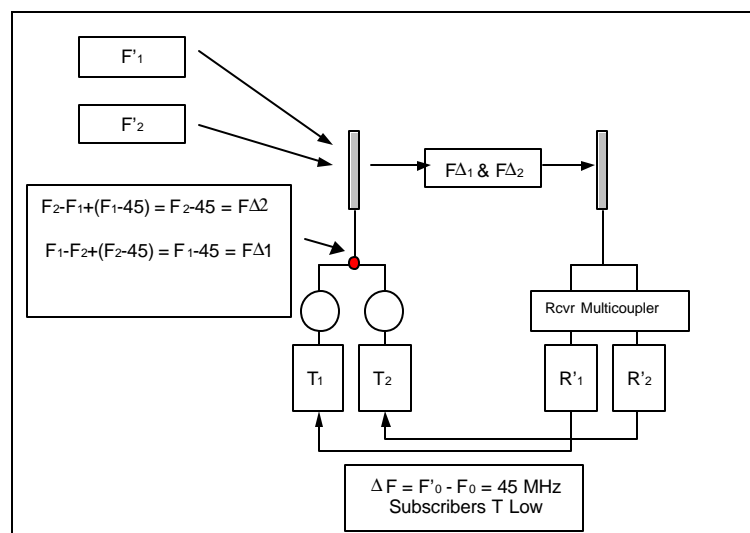 F'₁
F'₂
FΔ₁ & FΔ₂
F₂-F₁+(F₁-45) = F₂-45 = FΔ2
F₁-F₂+(F₂-45) = F₁-45 = FΔ1
Rcvr Multicoupler
T₁
T₂
R'₁
R'₂
Δ F = F'₀ - F₀ = 45 MHz
Subscribers T Low